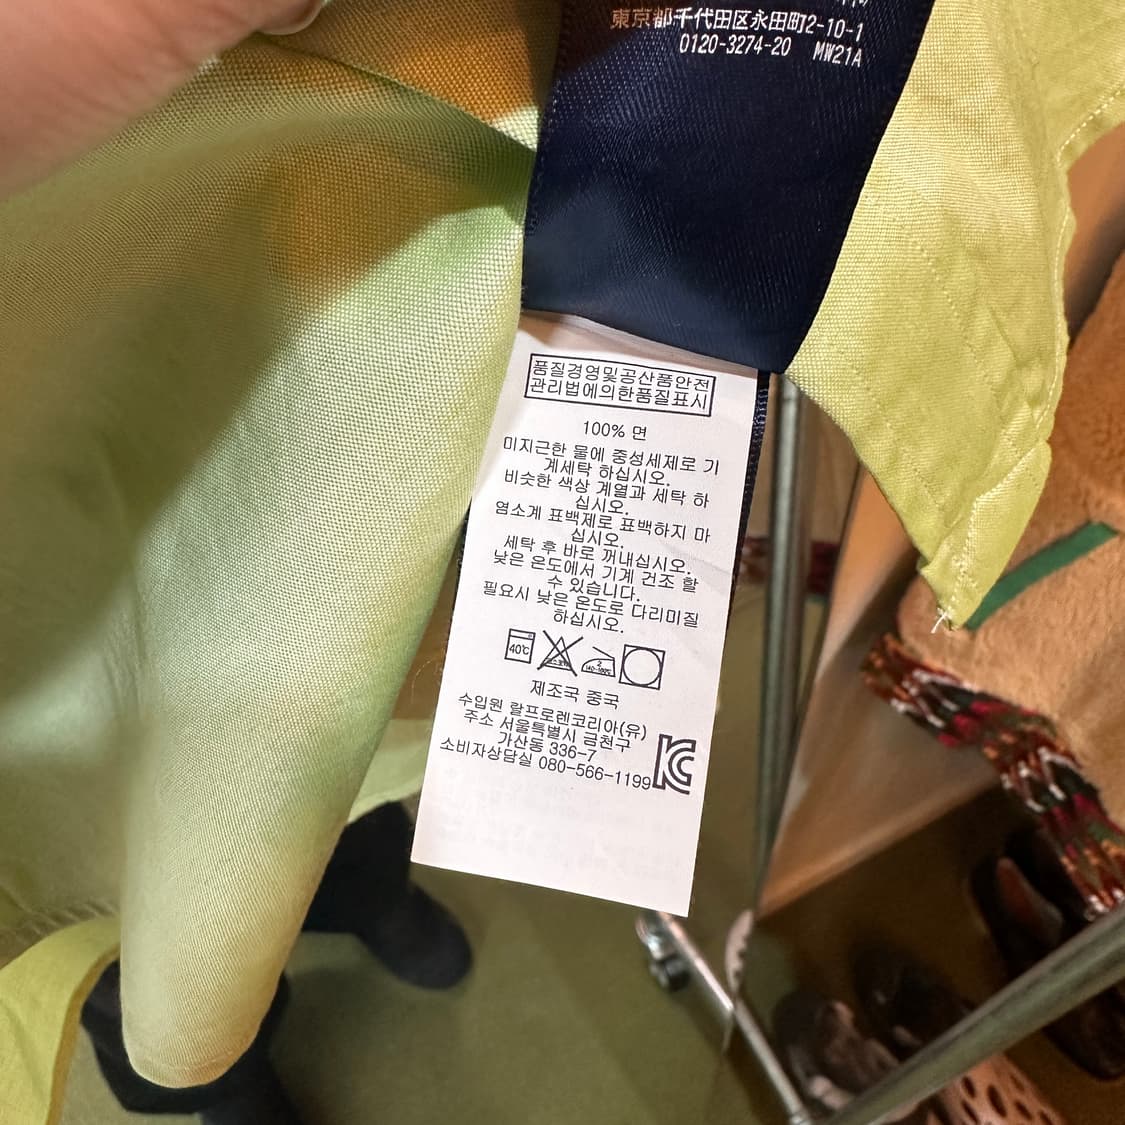 東京都千代田区永田町2-10-1
0120-3274-20 MW21A
품질경영및공산품안전
관리법에의한품질표시
100% 면
미지근한 물에 중성세제로 기
계세탁 하십시오.
비슷한 색상 계열과 세탁 하
십시오.
염소계 표백제로 표백하지 마
십시오.
세탁 후 바로 꺼내십시오.
낮은 온도에서 기계 건조 할
수 있습니다.
필요시 낮은 온도로 다리미질
하십시오.
40℃
2
제조국 중국
수입원 랄프로렌코리아(유)
주소 서울특별시 금천구
가산동 336-7
소비자상담실 080-566-1199